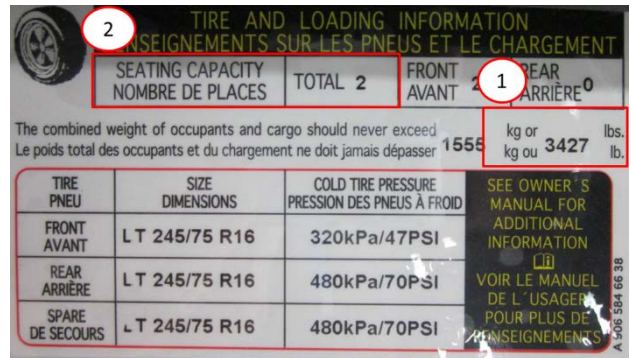 2
TIRE AND LOADING INFORMATION
RENSEIGNEMENTS SUR LES PNEUS ET LE CHARGEMENT
SEATING CAPACITY
NOMBRE DE PLACES
TOTAL 2
FRONT
AVANT 2
1
REAR
ARRIÈRE 0
The combined weight of occupants and cargo should never exceed
Le poids total des occupants et du chargement ne doit jamais dépasser
1555
kg or
kg ou
3427
lbs.
lb.
TIRE
PNEU
SIZE
DIMENSIONS
COLD TIRE PRESSURE
PRESSION DES PNEUS À FROID
FRONT
AVANT
LT 245/75 R16
320kPa/47PSI
REAR
ARRIÈRE
LT 245/75 R16
480kPa/70PSI
SPARE
DE SECOURS
LT 245/75 R16
480kPa/70PSI
SEE OWNER´S
MANUAL FOR
ADDITIONAL
INFORMATION
VOIR LE MANUEL
DE L´USAGER
POUR PLUS DE
RENSEIGNEMENTS
A 906 584 66 38